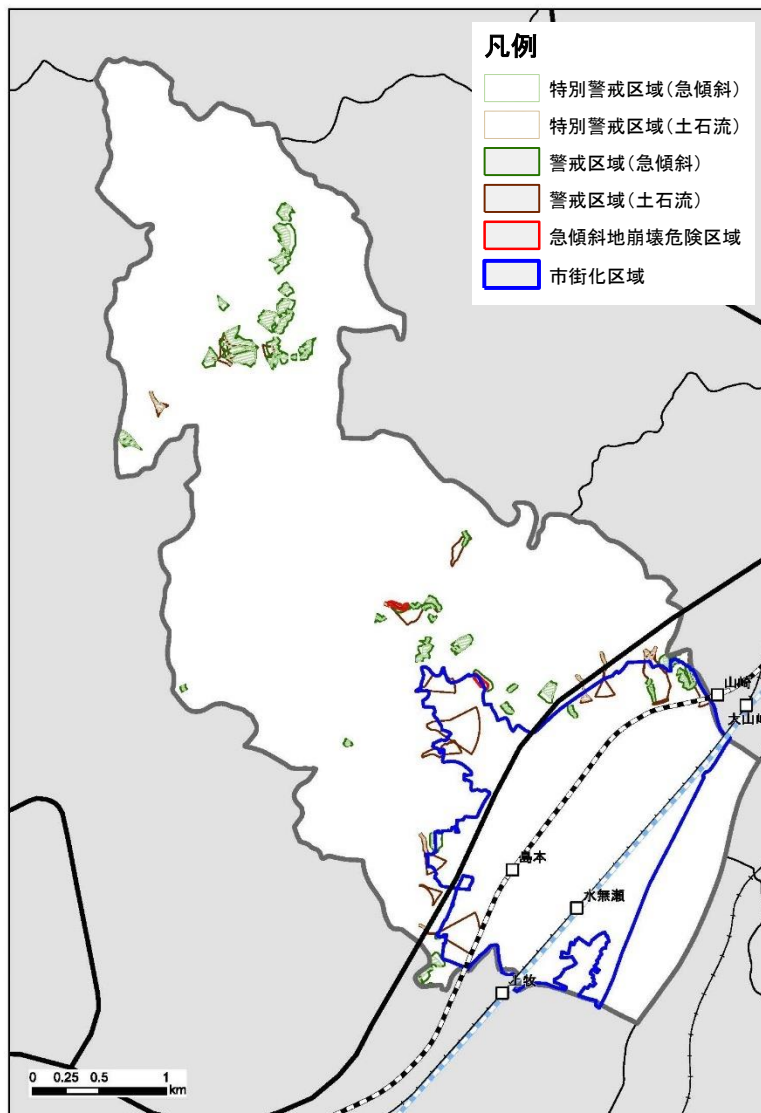 凡例
特別警戒区域(急傾斜)
特別警戒区域(土石流)
警戒区域(急傾斜)
警戒区域(土石流)
急傾斜地崩壊危険区域
市街化区域
山崎
大山崎
島本
水無瀬
上牧
0 0.25 0.5 1
km